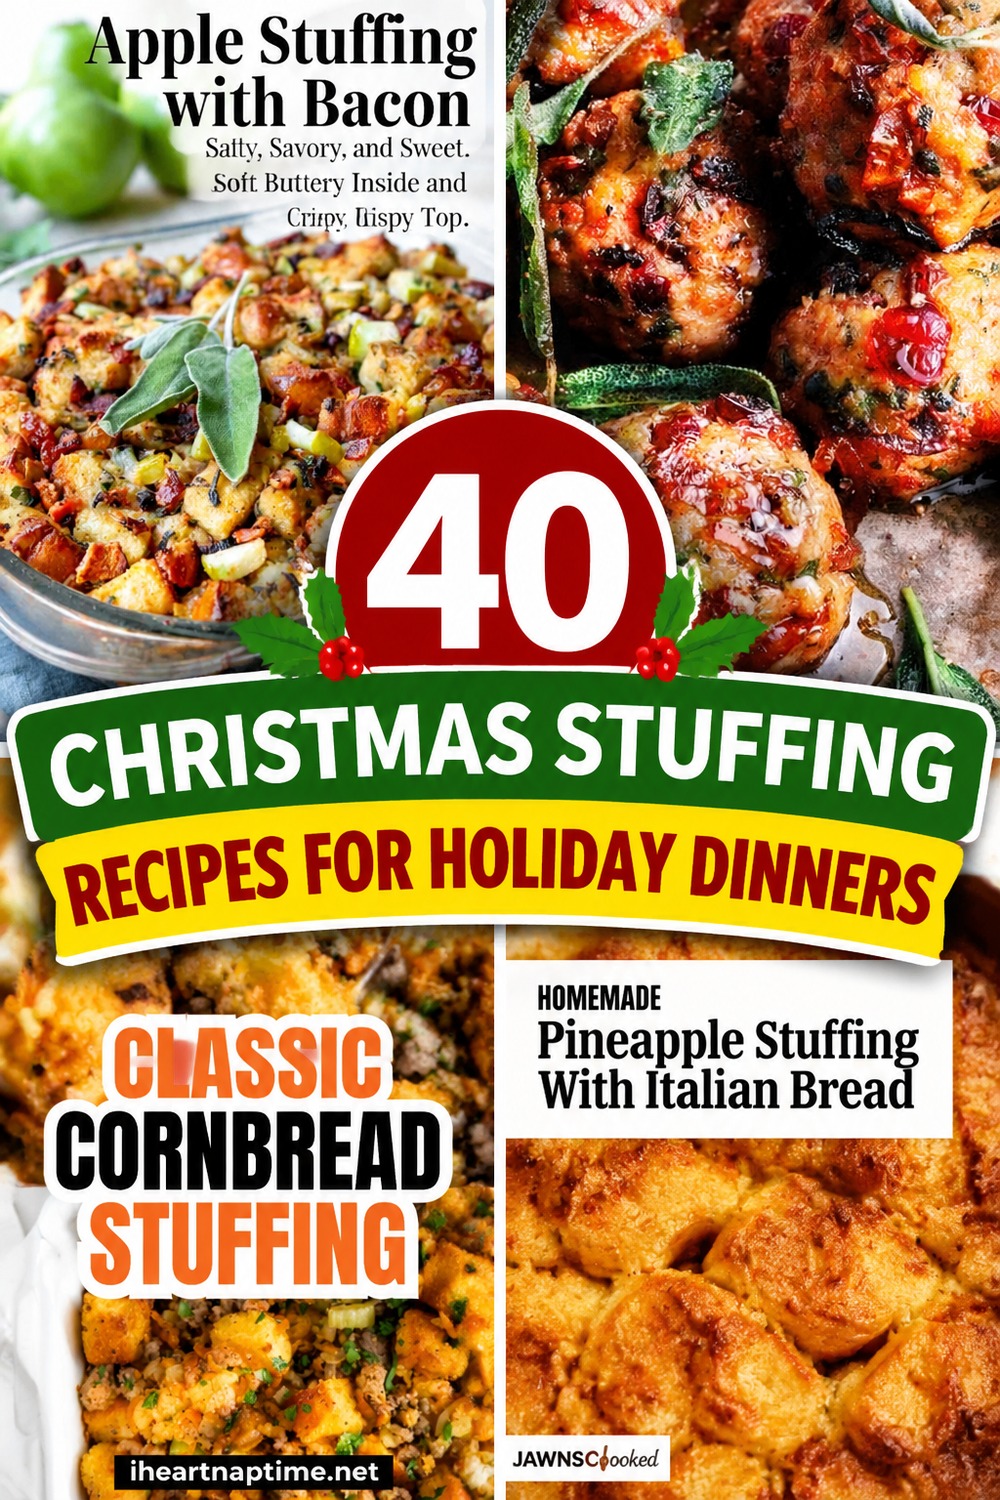 Apple Stuffing
with Bacon
Salty, Savory, and Sweet.
Soft Buttery Inside and
Top.
40
CHRISTMAS STUFFING
RECIPES FOR HOLIDAY DINNERS
CLASSIC
CORNBREAD
STUFFING
iheartnaptime.net
HOMEMADE
Pineapple Stuffing
With Italian Bread
JAWNSCooked